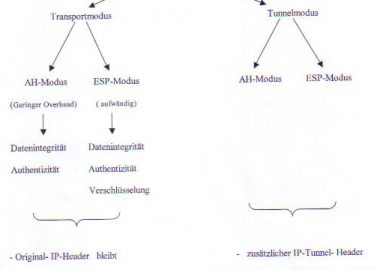 Transportmodus Tunnelmodus
AH-Modus ESP-Modus AH-Modus ESP-Modus
(Geringer Overhead) ( aufwändig)
Datenintegrität Datenintegrität
Authentizität Authentizität
Verschlüsselung
- Original- IP-Header bleibt - zusätzlicher IP-Tunnel- Header